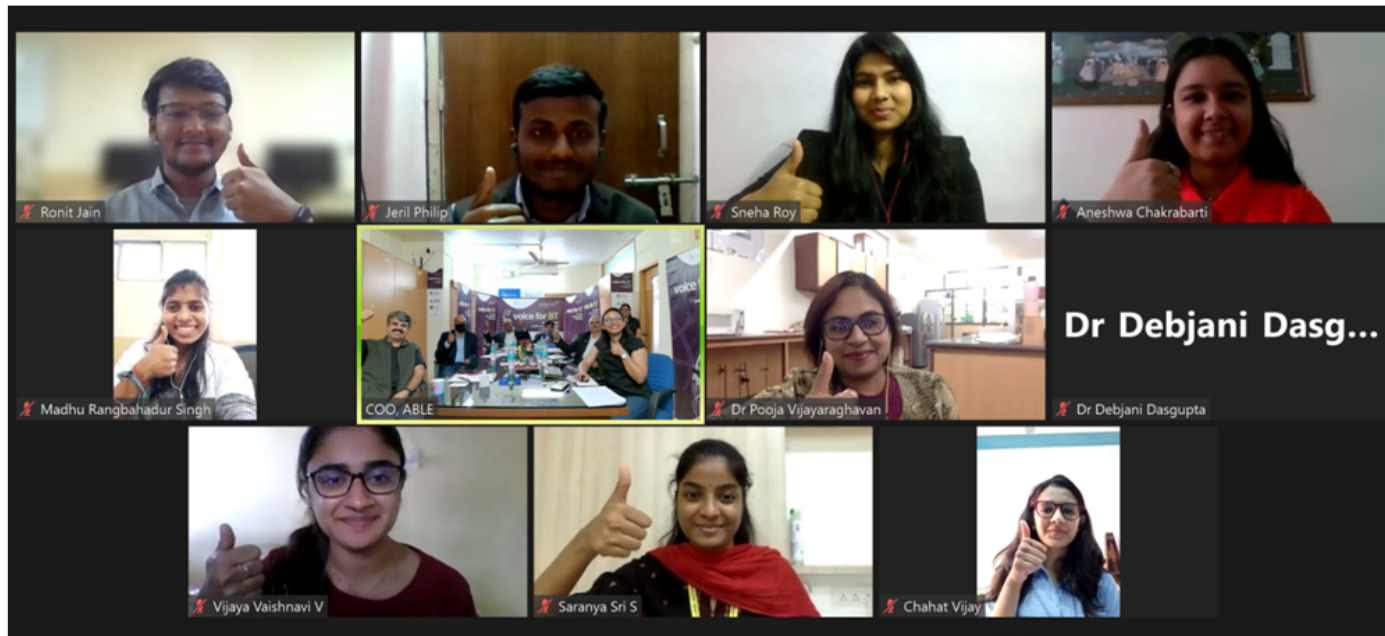 Ronit Jain
Jeril Philip
Sneha Roy
Aneshwa Chakrabarti
Madhu Rangbahadur Singh
voice for BT
voice
COO, ABLE
Dr Pooja Vijayaraghavan
Dr Debjani Dasg...
Dr Debjani Dasgupta
Vijaya Vaishnavi V
Saranya Sri S
Chahat Vijay